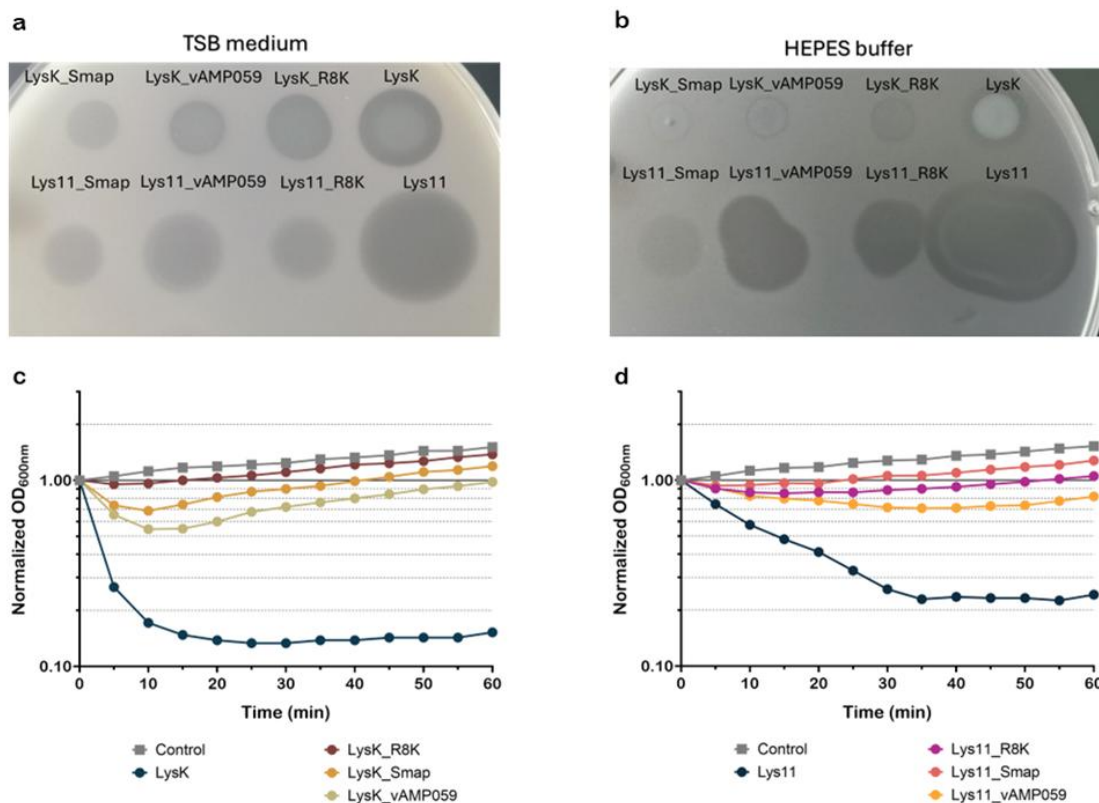 a
TSB medium
LysK_Smap LysK_vAMP059 LysK_R8K LysK
Lys11_Smap Lys11_vAMP059 Lys11_R8K Lys11
b
HEPES buffer
LysK_Smap LysK_vAMP059 LysK_R8K LysK
Lys11_Smap Lys11_vAMP059 Lys11_R8K Lys11
c
Normalized OD600nm
1.00
0.10
0 10 20 30 40 50 60
Time (min)
Control
LysK
LysK_R8K
LysK_Smap
LysK_vAMP059
d
Normalized OD600nm
1.00
0.10
0 10 20 30 40 50 60
Time (min)
Control
Lys11
Lys11_R8K
Lys11_Smap
Lys11_vAMP059